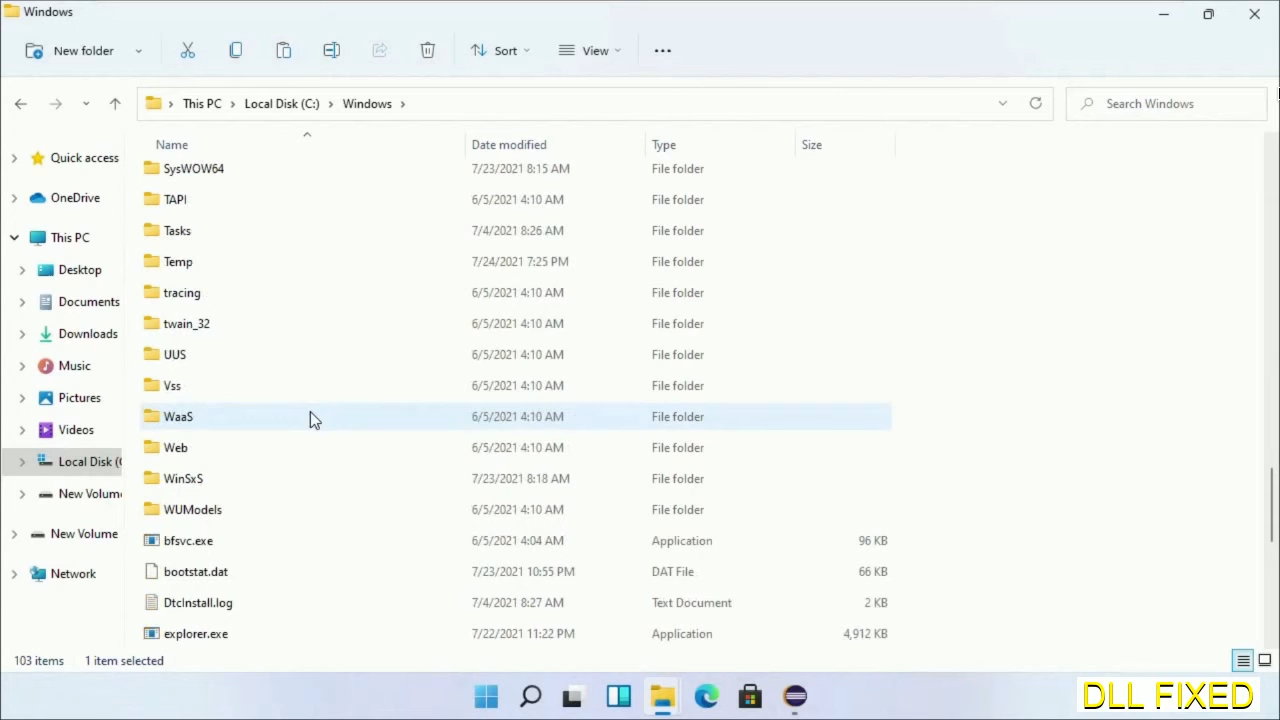 Windows
New folder
Sort
View
This PC
Local Disk (C:)
Windows
Search Windows
Name Date modified Type Size
Quick access
OneDrive
This PC
Desktop
Documents
Downloads
Music
Pictures
Videos
Local Disk (C
New Volume
New Volume
Network
SysWOW64 7/23/2021 8:15 AM File folder
TAPI 6/5/2021 4:10 AM File folder
Tasks 7/4/2021 8:26 AM File folder
Temp 7/24/2021 7:25 PM File folder
tracing 6/5/2021 4:10 AM File folder
twain_32 6/5/2021 4:10 AM File folder
UUS 6/5/2021 4:10 AM File folder
Vss 6/5/2021 4:10 AM File folder
WaaS 6/5/2021 4:10 AM File folder
Web 6/5/2021 4:10 AM File folder
WinSxS 7/23/2021 8:18 AM File folder
WUModels 6/5/2021 4:10 AM File folder
bfsvc.exe 6/5/2021 4:04 AM Application 96 KB
bootstat.dat 7/23/2021 10:55 PM DAT File 66 KB
DtcInstall.log 7/4/2021 8:27 AM Text Document 2 KB
explorer.exe 7/22/2021 11:22 PM Application 4,912 KB
103 items 1 item selected
DLL FIXED